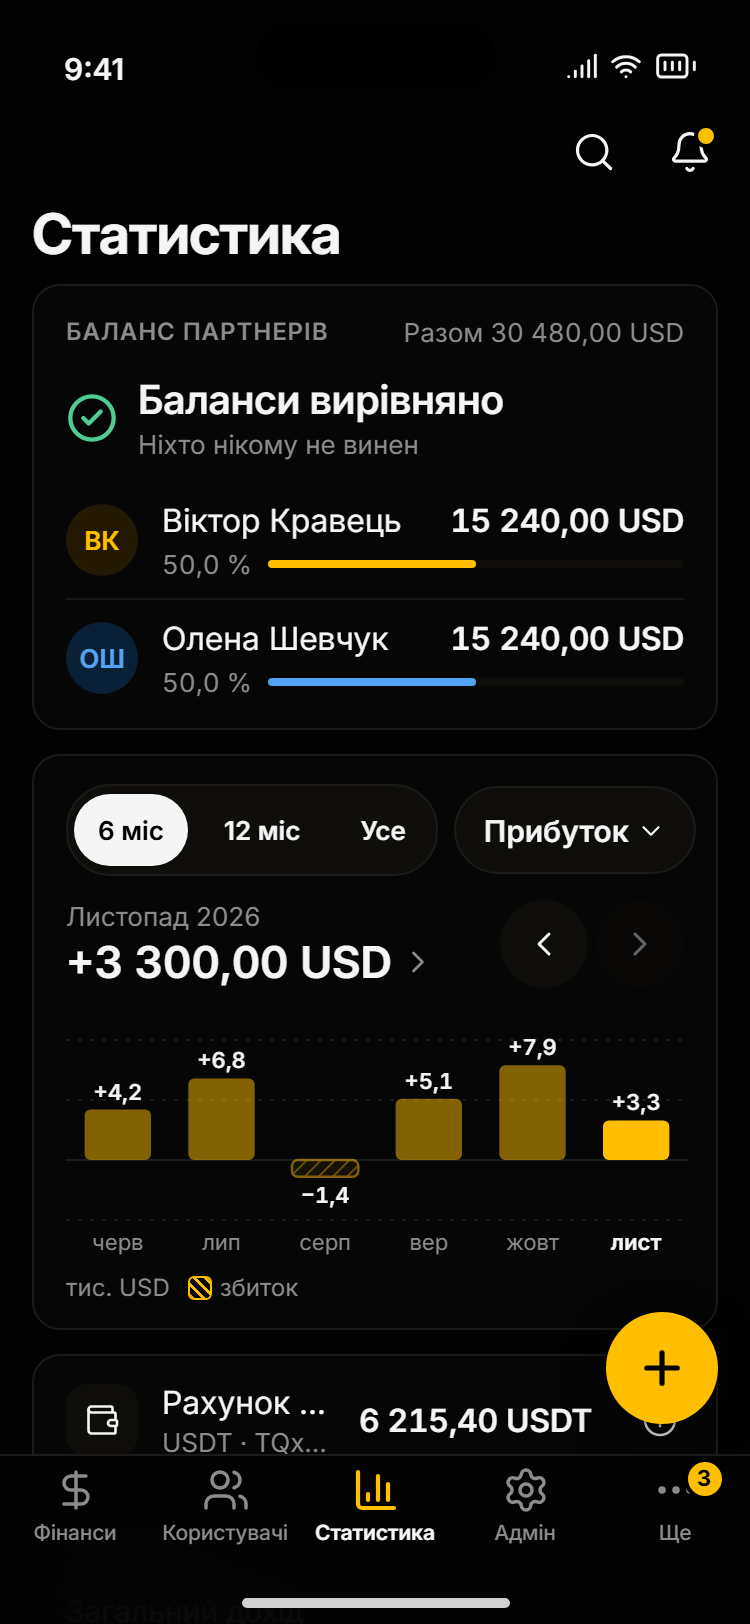 9:41
Статистика
БАЛАНС ПАРТНЕРІВ Разом 30 480,00 USD
Баланси вирівняно
Ніхто нікому не винен
ВК Віктор Кравець 15 240,00 USD
50,0 %
ОШ Олена Шевчук 15 240,00 USD
50,0 %
6 міс 12 міс Усе Прибуток
Листопад 2026
+3 300,00 USD
+4,2 +6,8 −1,4 +5,1 +7,9 +3,3
черв лип серп вер жовт лист
тис. USD збиток
Рахунок ... 6 215,40 USDT
USDT · TQx...
3
Фінанси Користувачі Статистика Адмін Ще
Загальний дохід